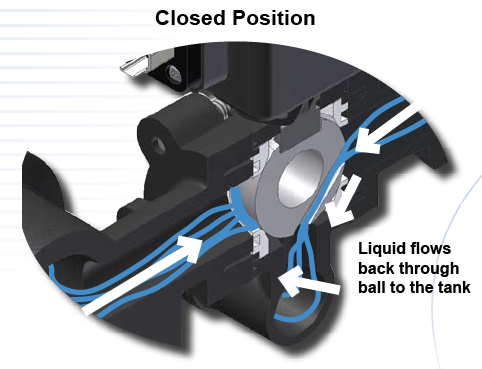 Closed Position
Liquid flows
back through
ball to the tank